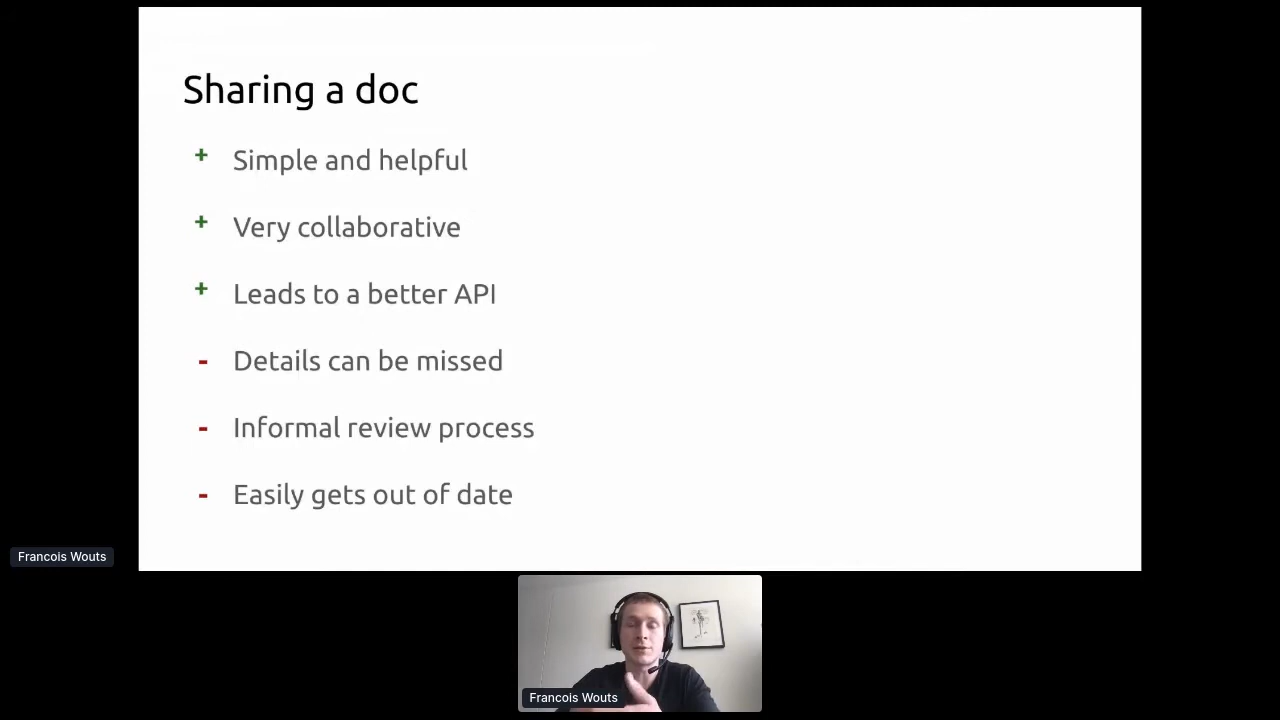 Sharing a doc
+ Simple and helpful
+ Very collaborative
+ Leads to a better API
- Details can be missed
- Informal review process
- Easily gets out of date
Francois Wouts
Francois Wouts